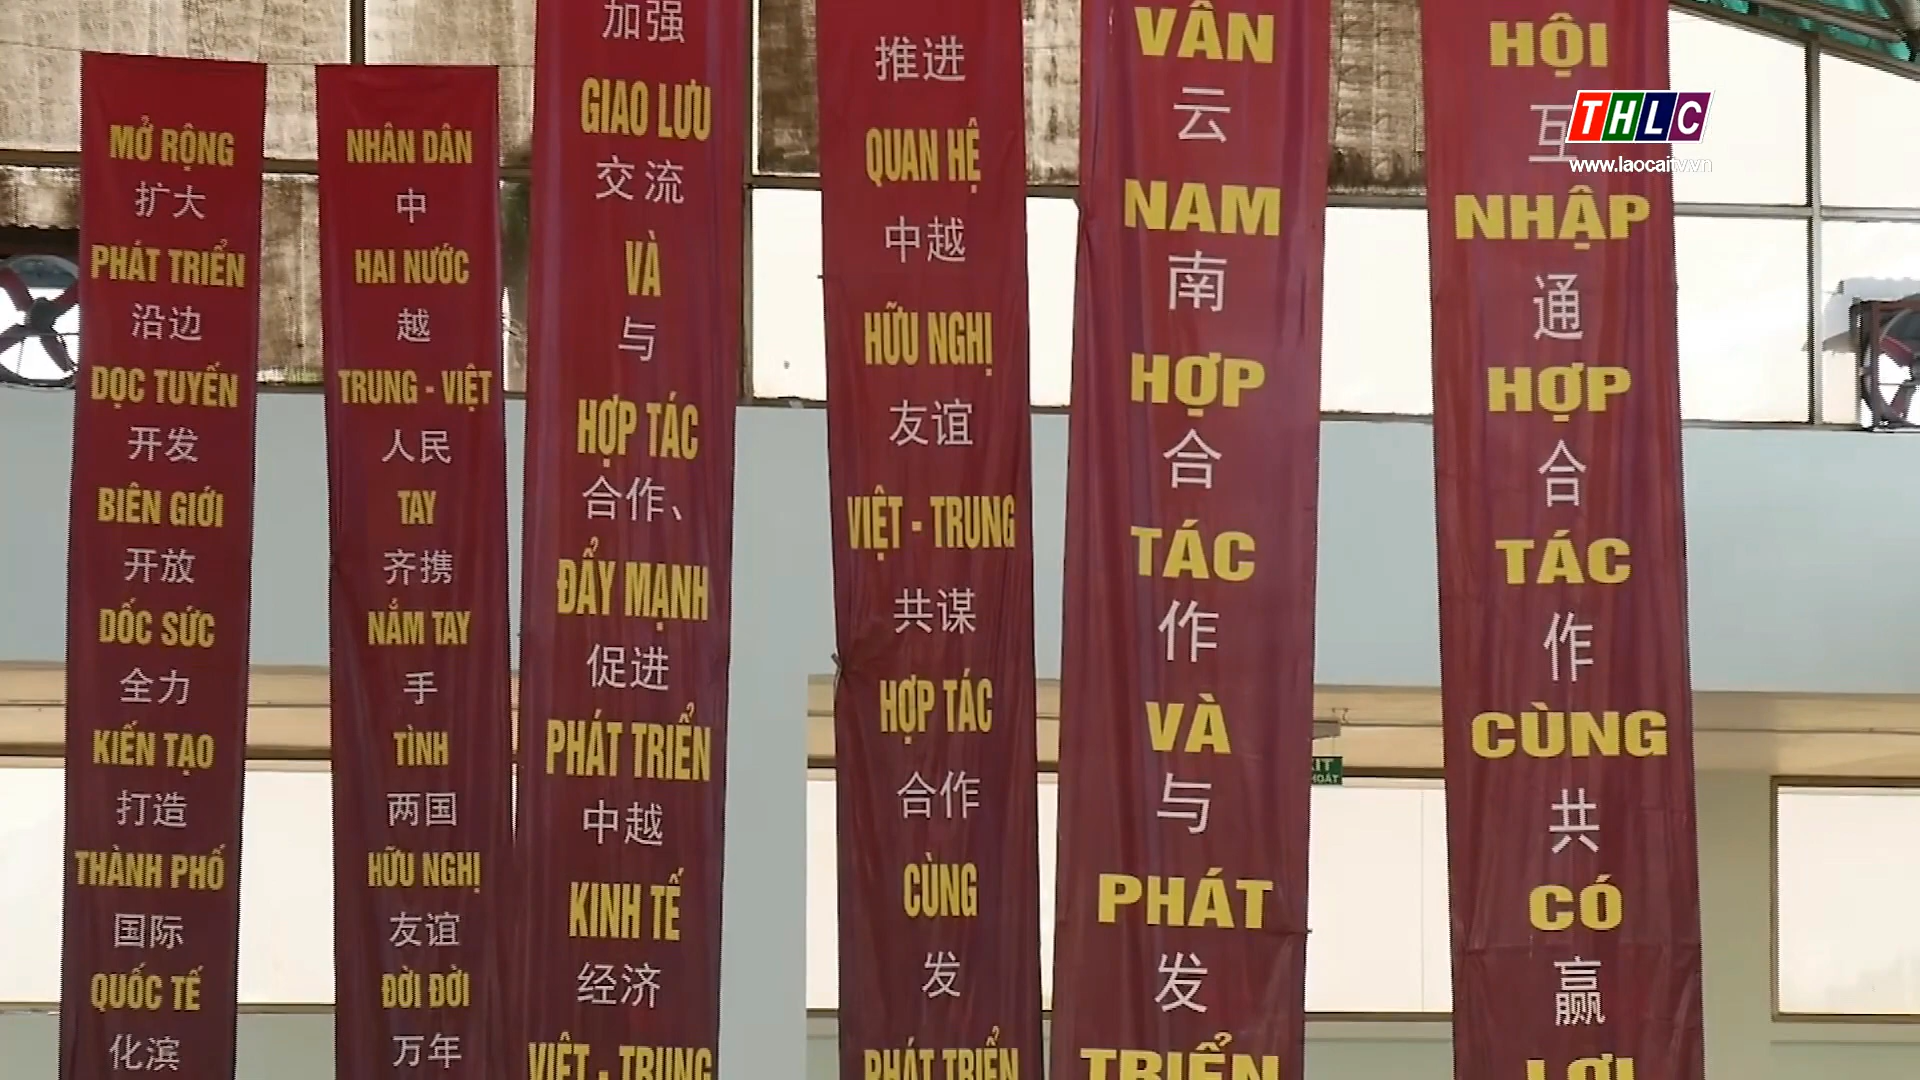 MỞ RỘNG
扩大
PHÁT TRIỂN
沿边
DỌC TUYẾN
开发
BIÊN GIỚI
开放
DỐC SỨC
全力
KIẾN TẠO
打造
THÀNH PHỐ
国际
QUỐC TẾ
化滨
NHÂN DÂN
中
HAI NƯỚC
越
TRUNG - VIỆT
人民
TAY
齐携
NẮM TAY
手
TÌNH
两国
HỮU NGHỊ
友谊
ĐỜI ĐỜI
万年
加强
GIAO LƯU
交流
VÀ
与
HỢP TÁC
合作、
ĐẨY MẠNH
促进
PHÁT TRIỂN
中越
KINH TẾ
经济
VIỆT - TRUNG
推进
QUAN HỆ
中越
HỮU NGHỊ
友谊
VIỆT - TRUNG
共谋
HỢP TÁC
合作
CÙNG
发
PHÁT TRIỂN
VÂN
云
NAM
南
HỢP
合
TÁC
作
VÀ
与
PHÁT
发
TRIỂN
HỘI
互
NHẬP
通
HỢP
合
TÁC
作
CÙNG
共
CÓ
赢
LỢI
THLC
www.laocaitv.vn